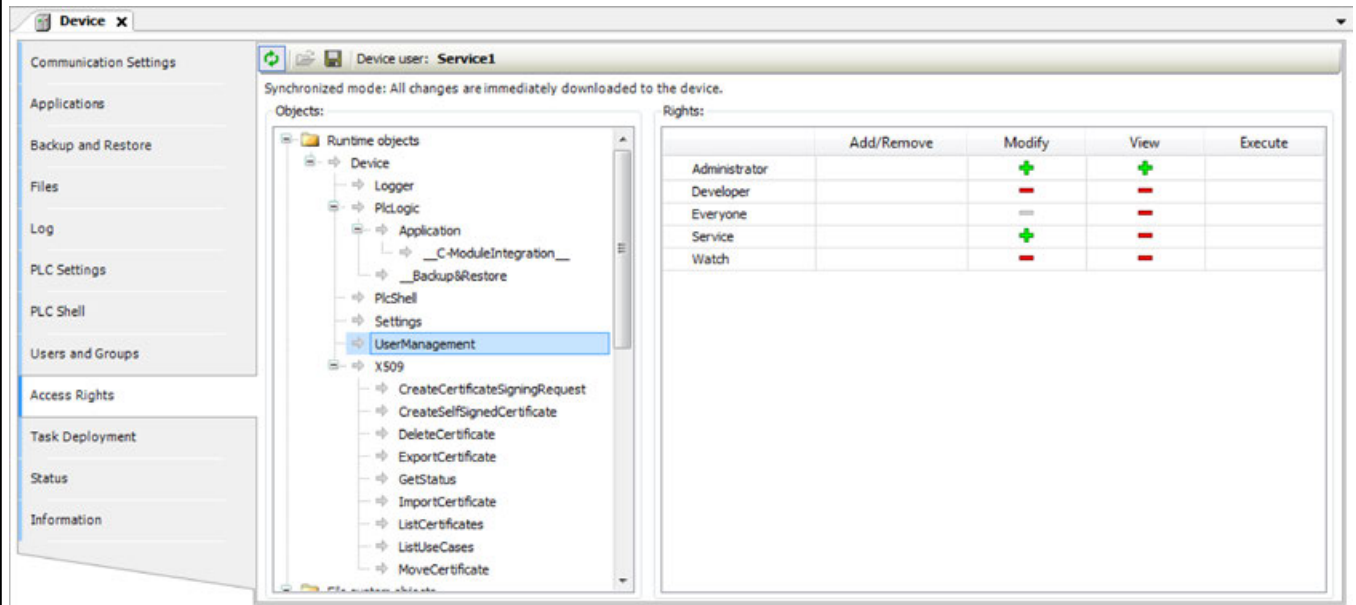 Device X
Communication Settings
Applications
Backup and Restore
Files
Log
PLC Settings
PLC Shell
Users and Groups
Access Rights
Task Deployment
Status
Information
Device user: Service1
Synchronized mode: All changes are immediately downloaded to the device.
Objects:
Runtime objects
Device
Logger
PlcLogic
Application
__C-ModuleIntegration__
__Backup&Restore
PlcShell
Settings
UserManagement
X509
CreateCertificateSigningRequest
CreateSelfSignedCertificate
DeleteCertificate
ExportCertificate
GetStatus
ImportCertificate
ListCertificates
ListUseCases
MoveCertificate
File system objects
Rights:
Add/Remove Modify View Execute
Administrator
Developer
Everyone
Service
Watch